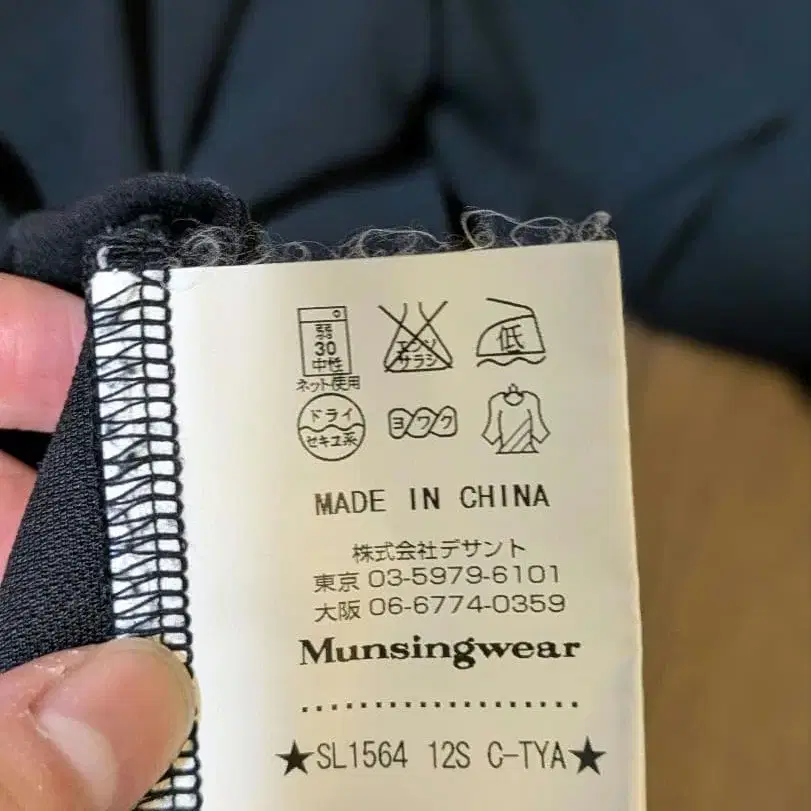 弱
30
中性
ネット使用
エンソ
サラシ
低
ドライ
セキユ系
ヨワク
MADE IN CHINA
株式会社デサント
東京 03-5979-6101
大阪 06-6774-0359
Munsingwear
★SL1564 12S C-TYA★